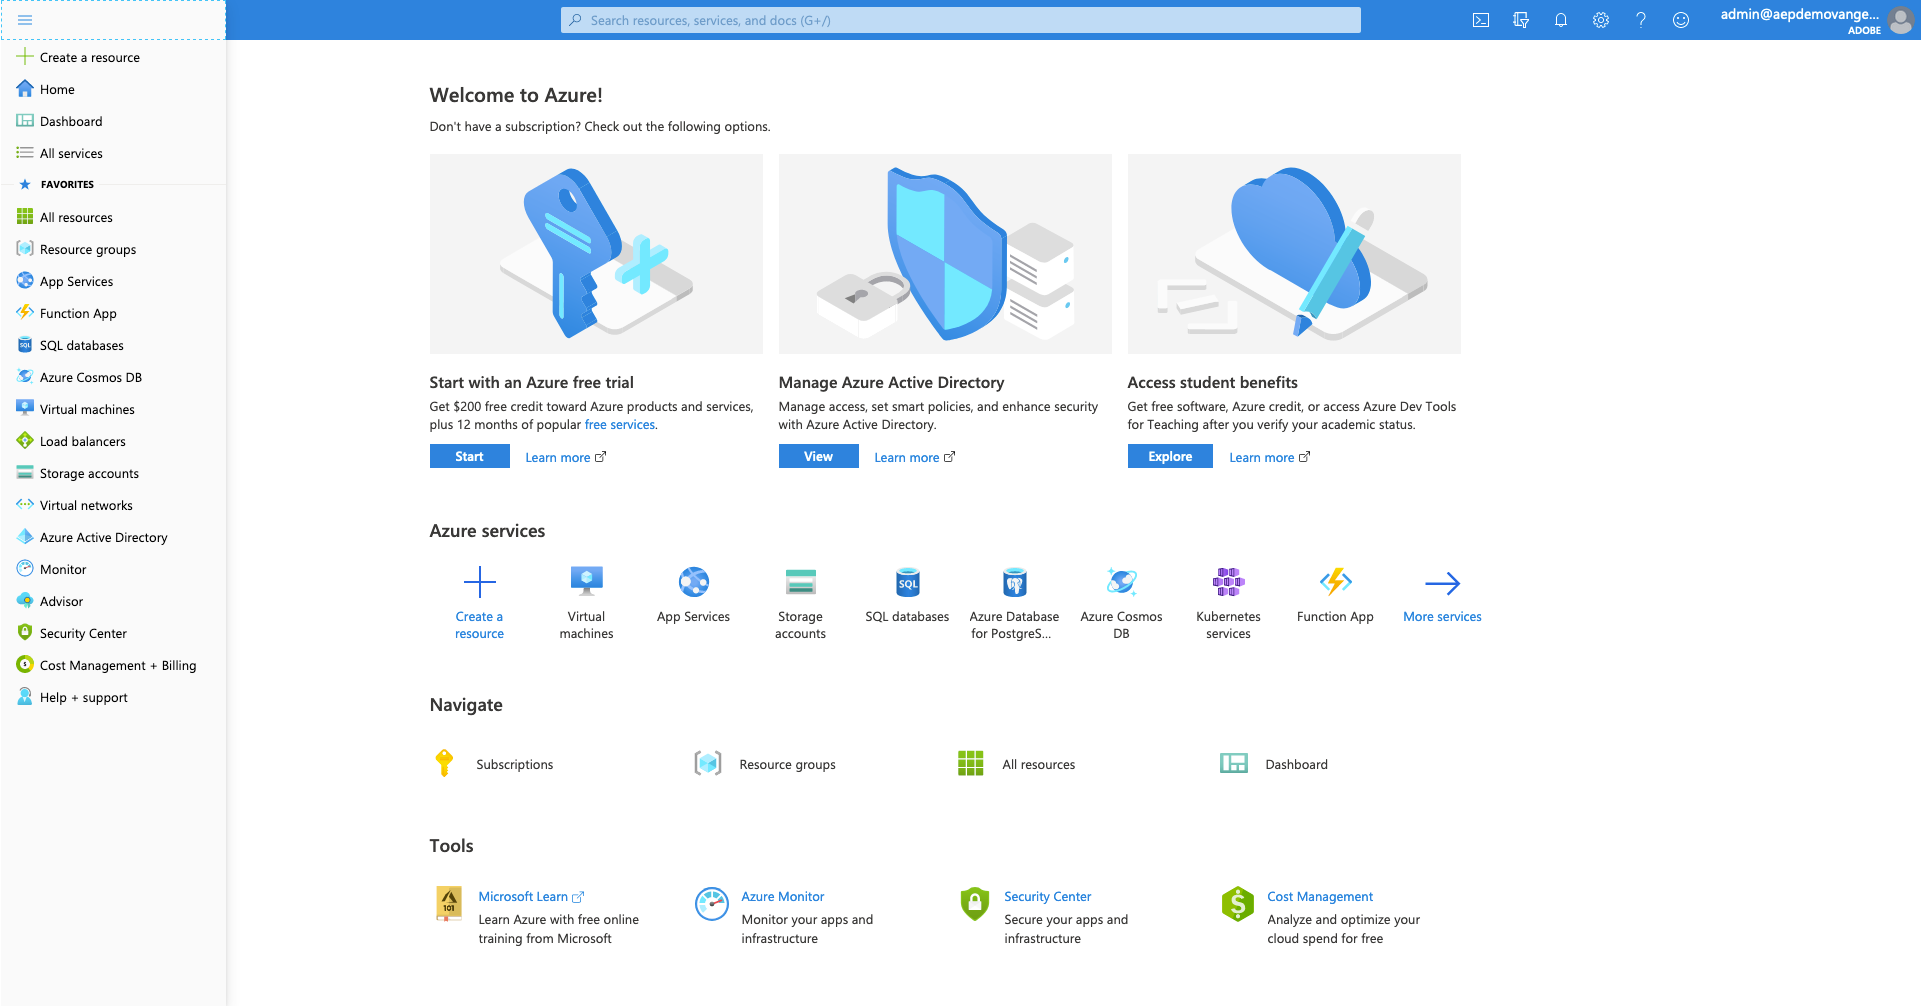 Search resources, services, and docs (G+/)
admin@aepdemovange...
ADOBE
Create a resource
Home
Dashboard
All services
FAVORITES
All resources
Resource groups
App Services
Function App
SQL databases
Azure Cosmos DB
Virtual machines
Load balancers
Storage accounts
Virtual networks
Azure Active Directory
Monitor
Advisor
Security Center
Cost Management + Billing
Help + support
Welcome to Azure!
Don't have a subscription? Check out the following options.
Start with an Azure free trial
Get $200 free credit toward Azure products and services,
plus 12 months of popular free services.
Start
Learn more
Manage Azure Active Directory
Manage access, set smart policies, and enhance security
with Azure Active Directory.
View
Learn more
Access student benefits
Get free software, Azure credit, or access Azure Dev Tools
for Teaching after you verify your academic status.
Explore
Learn more
Azure services
Create a
resource
Virtual
machines
App Services
Storage
accounts
SQL
SQL databases
Azure Database
for PostgreS...
Azure Cosmos
DB
Kubernetes
services
Function App
More services
Navigate
Subscriptions
Resource groups
All resources
Dashboard
Tools
101
Microsoft Learn
Learn Azure with free online
training from Microsoft
Azure Monitor
Monitor your apps and
infrastructure
Security Center
Secure your apps and
infrastructure
Cost Management
Analyze and optimize your
cloud spend for free